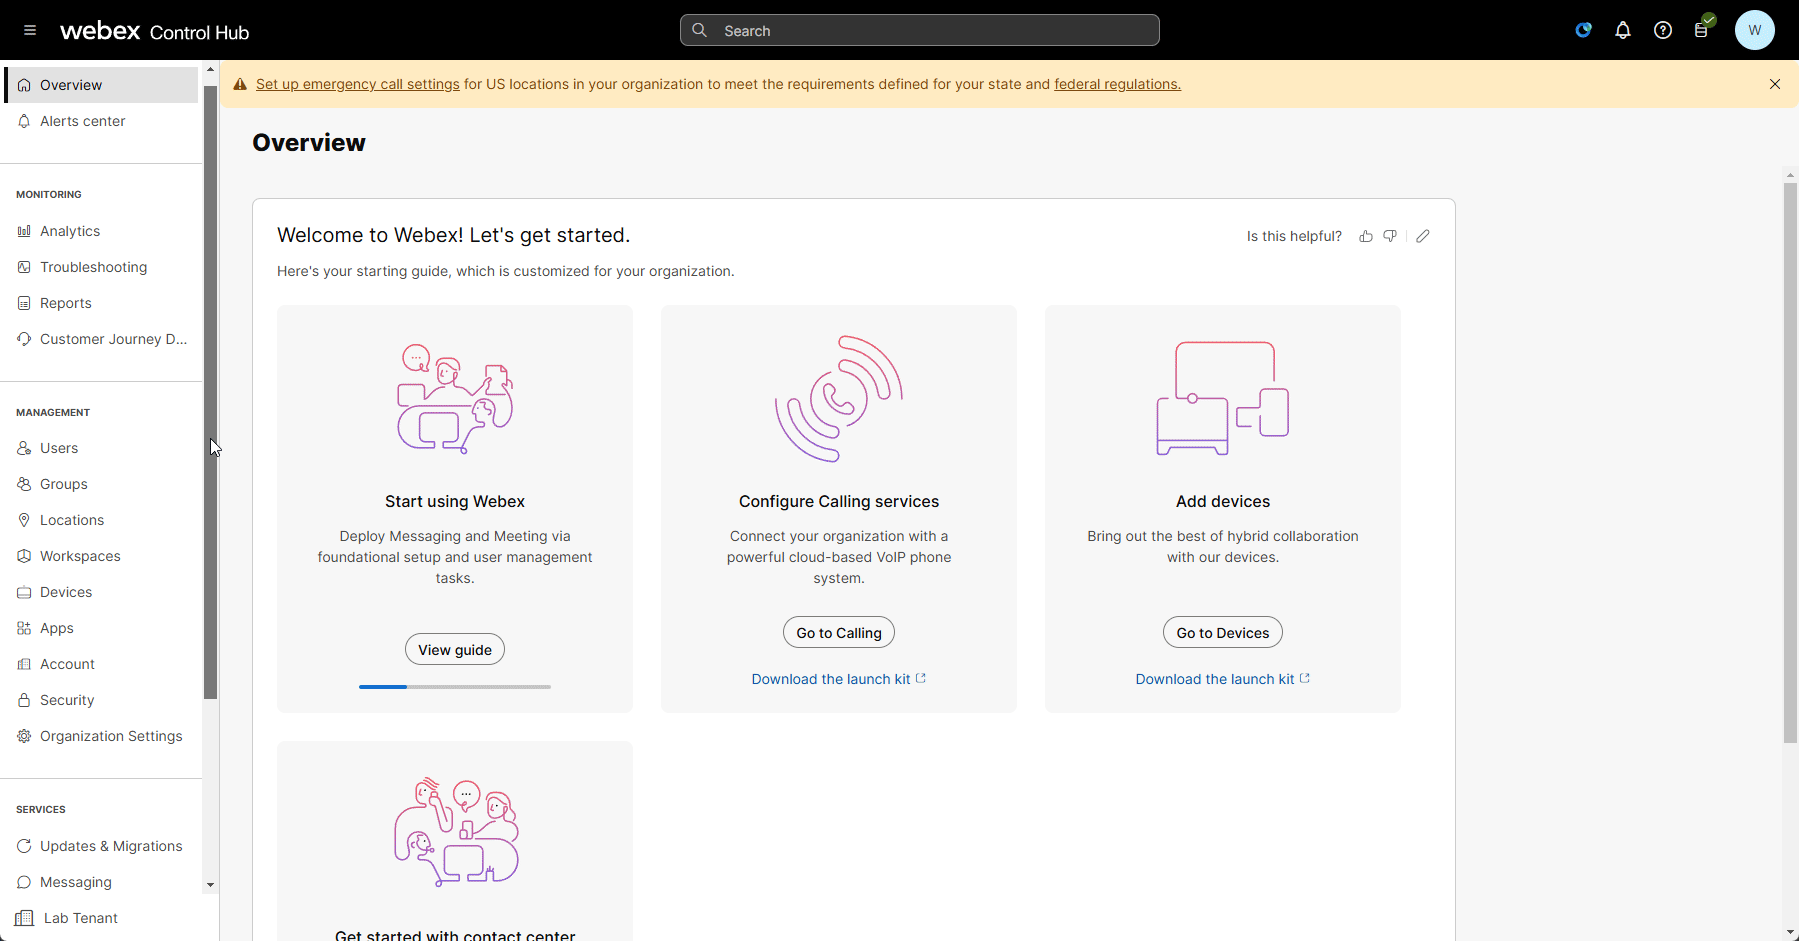 webex Control Hub
Search
W
Overview
Alerts center
MONITORING
Analytics
Troubleshooting
Reports
Customer Journey D...
MANAGEMENT
Users
Groups
Locations
Workspaces
Devices
Apps
Account
Security
Organization Settings
SERVICES
Updates & Migrations
Messaging
Lab Tenant
Set up emergency call settings for US locations in your organization to meet the requirements defined for your state and federal regulations.
Overview
Welcome to Webex! Let's get started.
Is this helpful?
Here's your starting guide, which is customized for your organization.
Start using Webex
Deploy Messaging and Meeting via
foundational setup and user management
tasks.
View guide
Configure Calling services
Connect your organization with a
powerful cloud-based VoIP phone
system.
Go to Calling
Download the launch kit
Add devices
Bring out the best of hybrid collaboration
with our devices.
Go to Devices
Download the launch kit
Get started with contact center